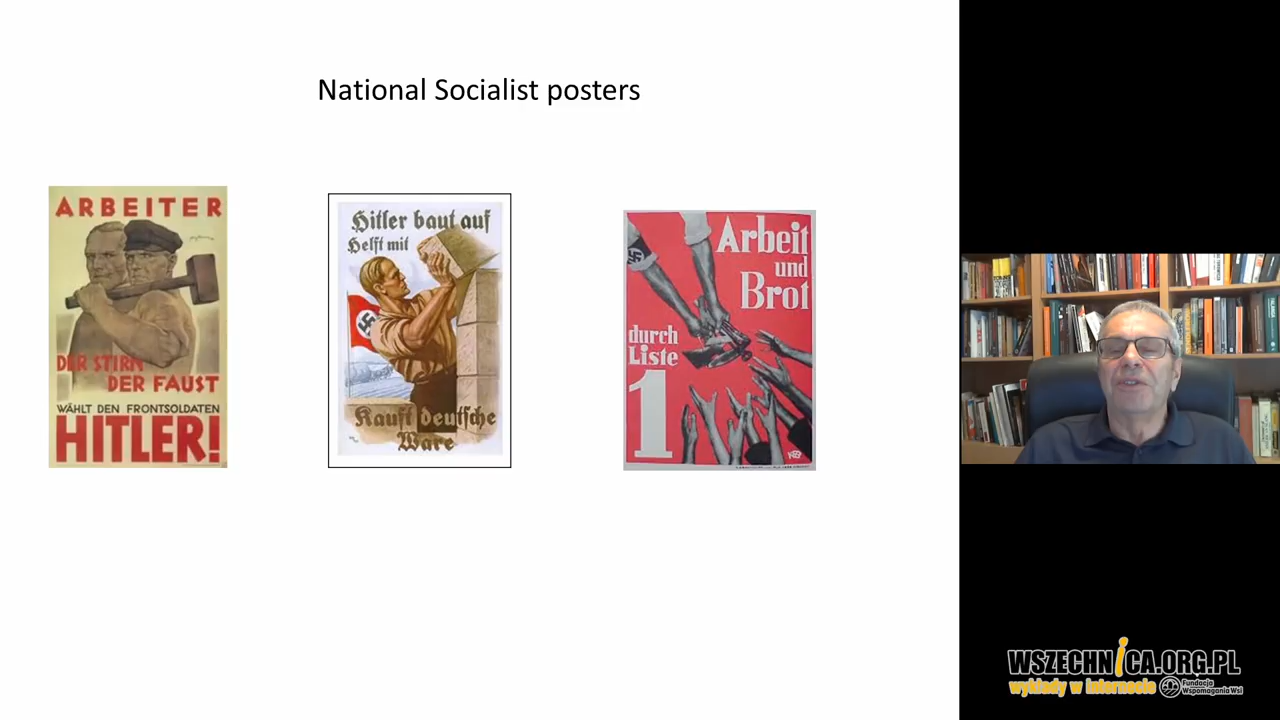 National Socialist posters
ARBEITER
DER STIRN
DER FAUST
WÄHLT DEN FRONTSOLDATEN
HITLER!
Hitler baut auf
Helft mit
Kauft deutsche
Ware
Arbeit
und
Brot
durch
Liste
1
WSZECHNICA.ORG.PL
wykłady w internecie
Fundacja
Wspomagania Wsi